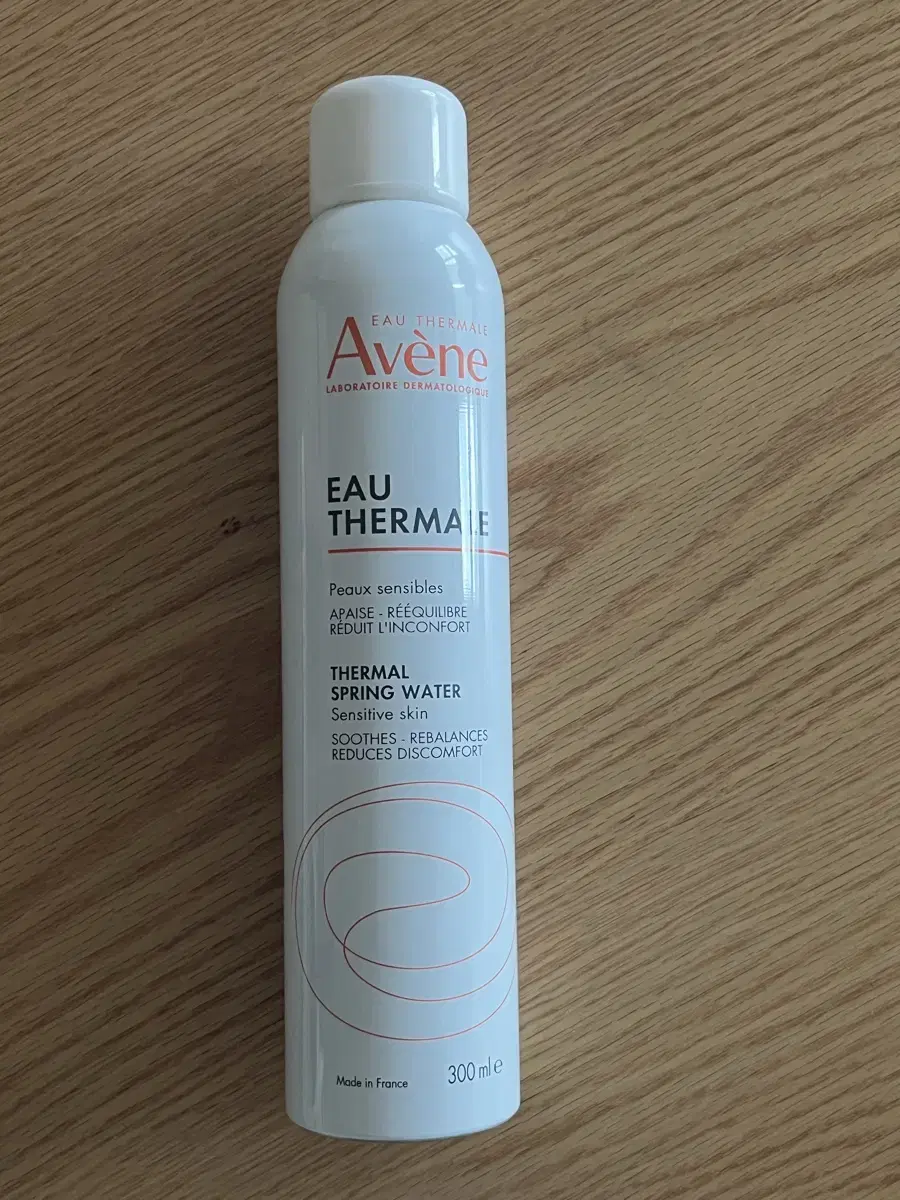 EAU THERMALE
Avène
LABORATOIRE DERMATOLOGIQUE
EAU
THERMALE
Peaux sensibles
APAISE - RÉÉQUILIBRE
RÉDUIT L'INCONFORT
THERMAL
SPRING WATER
Sensitive skin
SOOTHES - REBALANCES
REDUCES DISCOMFORT
Made in France
300 ml e